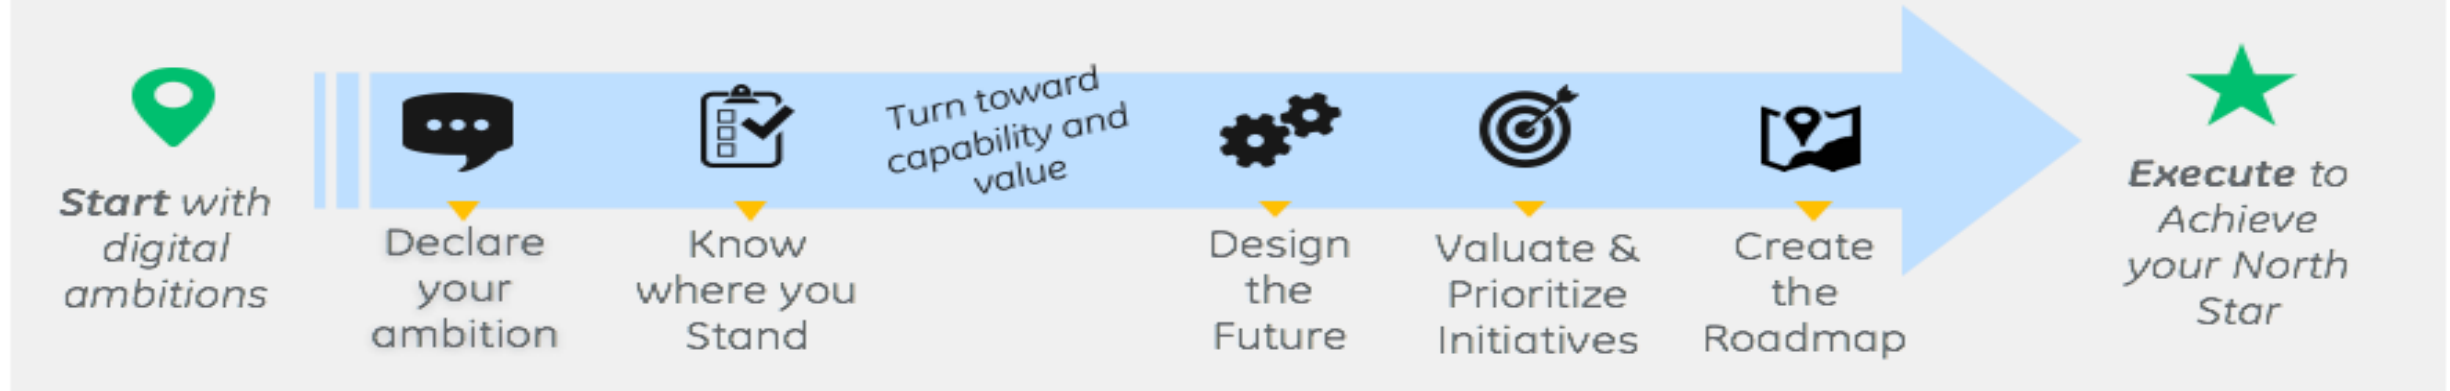 Start with
digital
ambitions
Declare
your
ambition
Know
where you
Stand
Turn toward
capability and
value
Design
the
Future
Valuate &
Prioritize
Initiatives
Create
the
Roadmap
Execute to
Achieve
your North
Star